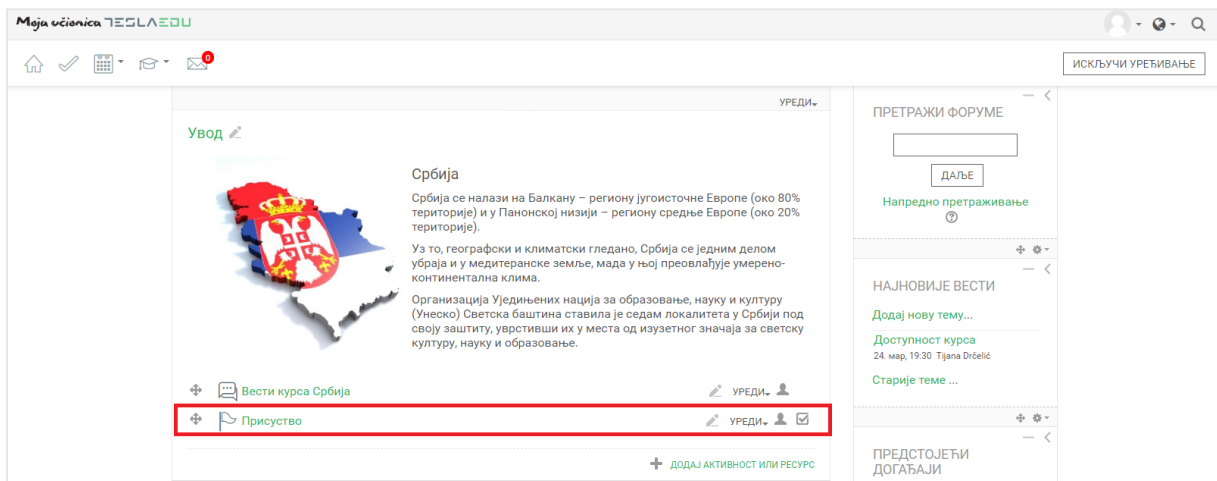 Moja učionica TESLAEDU
0
ИСКЉУЧИ УРЕЂИВАЊЕ
УРЕДИ
Увод
Србија
Србија се налази на Балкану – региону југоисточне Европе (око 80%
територије) и у Панонској низији – региону средње Европе (око 20%
територије).
Уз то, географски и климатски гледано, Србија се једним делом
убраја и у медитеранске земље, мада у њој преовлађује умерено-
континентална клима.
Организација Уједињених нација за образовање, науку и културу
(Унеско) Светска баштина ставила је седам локалитета у Србији под
своју заштиту, уврстивши их у места од изузетног значаја за светску
културу, науку и образовање.
Вести курса Србија
УРЕДИ
Присуство
УРЕДИ
ДОДАЈ АКТИВНОСТ ИЛИ РЕСУРС
ПРЕТРАЖИ ФОРУМЕ
ДАЉЕ
Напредно претраживање
НАЈНОВИЈЕ ВЕСТИ
Додај нову тему...
Доступност курса
24. мар, 19:30 Tijana Drčelić
Старије теме ...
ПРЕДСТОЈЕЋИ
ДОГАЂАЈИ